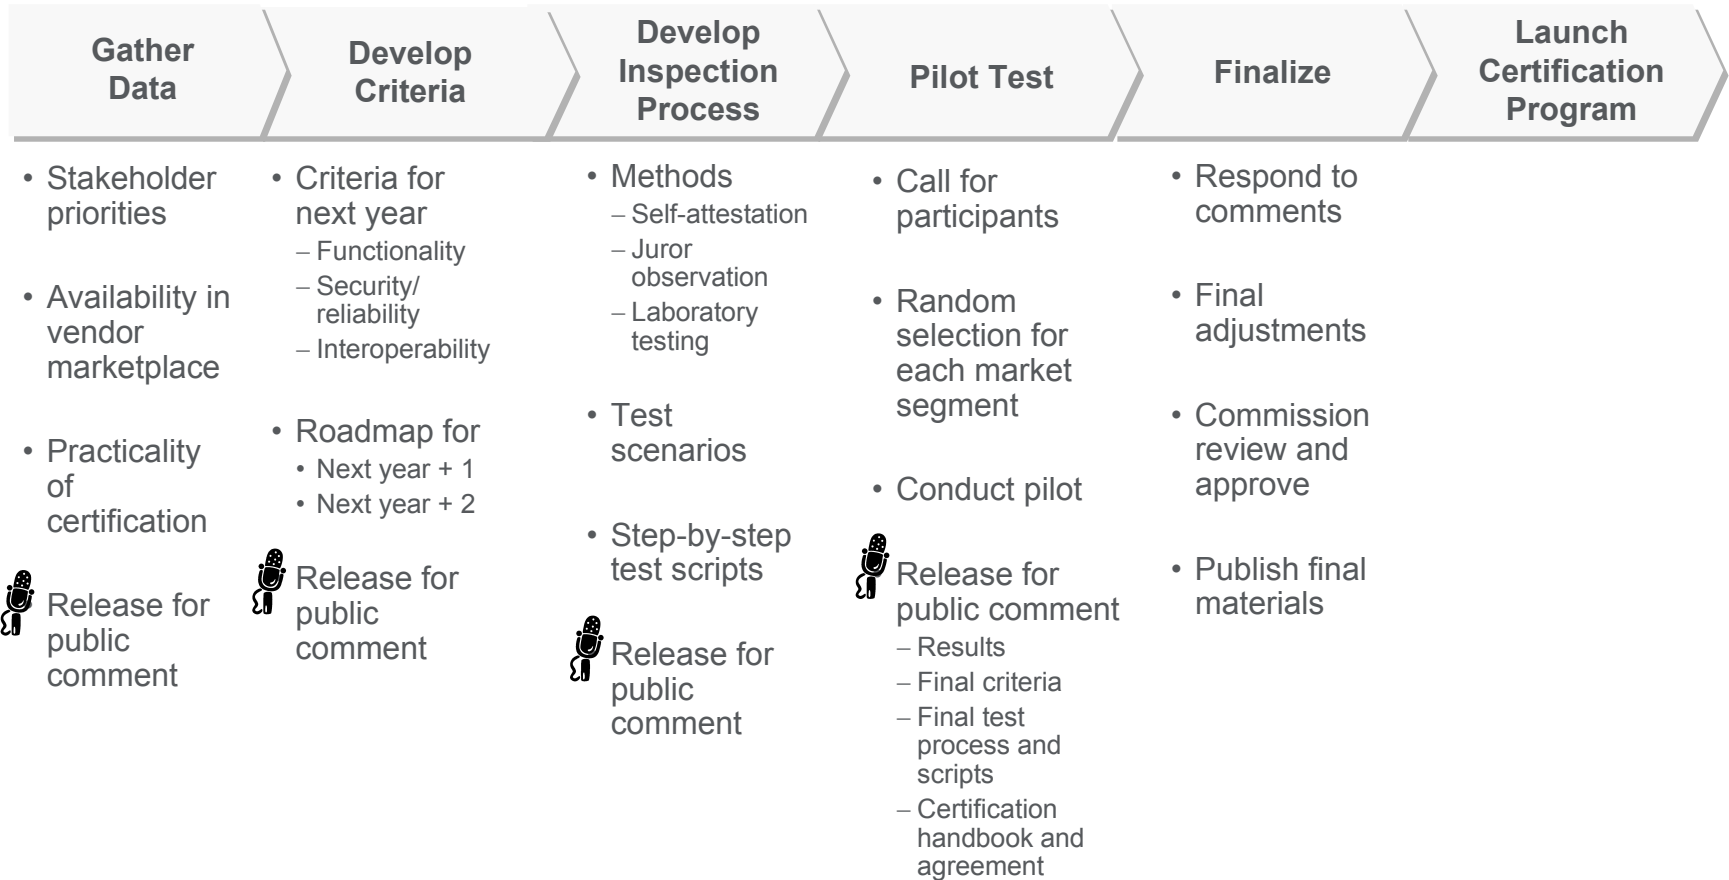 Gather
Data
Develop
Criteria
Develop
Inspection
Process
Pilot Test
Finalize
Launch
Certification
Program
• Stakeholder
priorities
• Availability in
vendor
marketplace
• Practicality
of
certification
• Release for
public
comment
• Criteria for
next year
– Functionality
– Security/
reliability
– Interoperability
• Roadmap for
• Next year + 1
• Next year + 2
Release for
public
comment
• Methods
– Self-attestation
– Juror
observation
– Laboratory
testing
• Test
scenarios
• Step-by-step
test scripts
Release for
public
comment
• Call for
participants
• Random
selection for
each market
segment
• Conduct pilot
Release for
public comment
– Results
– Final criteria
– Final test
process and
scripts
– Certification
handbook and
agreement
• Respond to
comments
• Final
adjustments
• Commission
review and
approve
• Publish final
materials